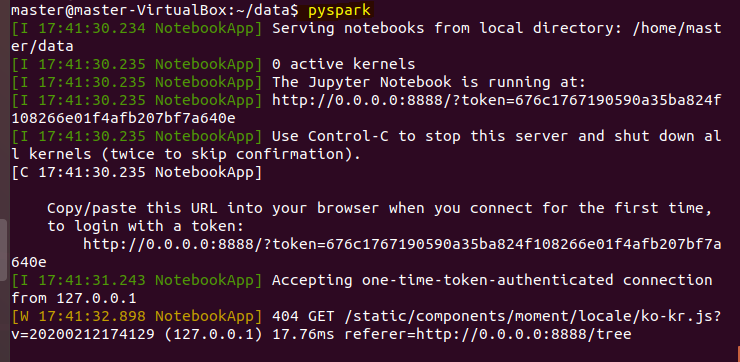 master@master-VirtualBox:~/data$ pyspark
[I 17:41:30.234 NotebookApp] Serving notebooks from local directory: /home/mast
er/data
[I 17:41:30.235 NotebookApp] 0 active kernels
[I 17:41:30.235 NotebookApp] The Jupyter Notebook is running at:
[I 17:41:30.235 NotebookApp] http://0.0.0.0:8888/?token=676c1767190590a35ba824f
108266e01f4afb207bf7a640e
[I 17:41:30.235 NotebookApp] Use Control-C to stop this server and shut down al
l kernels (twice to skip confirmation).
[C 17:41:30.235 NotebookApp]
Copy/paste this URL into your browser when you connect for the first time,
to login with a token:
http://0.0.0.0:8888/?token=676c1767190590a35ba824f108266e01f4afb207bf7a
640e
[I 17:41:31.243 NotebookApp] Accepting one-time-token-authenticated connection
from 127.0.0.1
[W 17:41:32.898 NotebookApp] 404 GET /static/components/moment/locale/ko-kr.js?
v=20200212174129 (127.0.0.1) 17.76ms referer=http://0.0.0.0:8888/tree